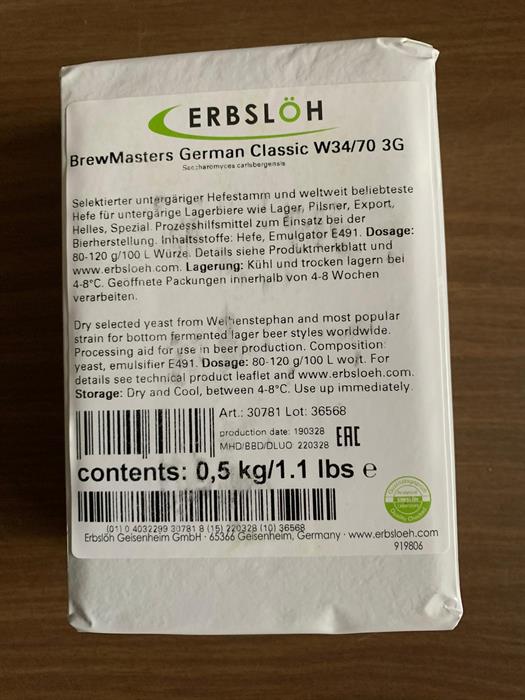 ERBSLÖH
BrewMasters German Classic W34/70 3G
Saccharomyces carlsbergensis
Selektierter untergäriger Hefestamm und weltweit beliebteste
Hefe für untergärige Lagerbiere wie Lager, Pilsner, Export,
Helles, Spezial. Prozesshilfsmittel zum Einsatz bei der
Bierherstellung. Inhaltsstoffe: Hefe, Emulgator E491. Dosage:
80-120 g/100 L Würze. Details siehe Produktmerkblatt und
www.erbsloeh.com. Lagerung: Kühl und trocken lagern bei
4-8°C. Geöffnete Packungen innerhalb von 4-8 Wochen
verarbeiten.
Dry selected yeast from Weihenstephan and most popular
strain for bottom fermented lager beer styles worldwide.
Processing aid for use in beer production. Composition:
yeast, emulsifier E491. Dosage: 80-120 g/100 L wort. For
details see technical product leaflet and www.erbsloeh.com.
Storage: Dry and Cool, between 4-8°C. Use up immediately.
Art.: 30781 Lot: 36568
production date: 190328
MHD/BBD/DLUO: 220328 EAC
contents: 0,5 kg/1.1 lbs e
(01) 0 4032299 30781 8 (15) 220328 (10) 36568
Erbslöh Geisenheim GmbH · 65366 Geisenheim, Germany · www.erbsloeh.com
919806